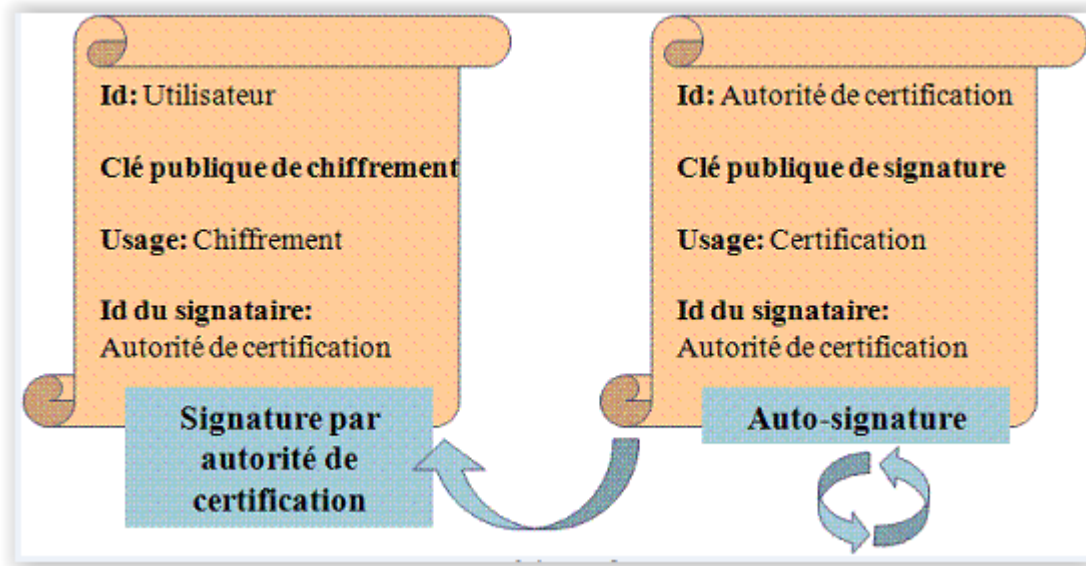 Id: Utilisateur
Clé publique de chiffrement
Usage: Chiffrement
Id du signataire:
Autorité de certification
Signature par
autorité de
certification
Id: Autorité de certification
Clé publique de signature
Usage: Certification
Id du signataire:
Autorité de certification
Auto-signature